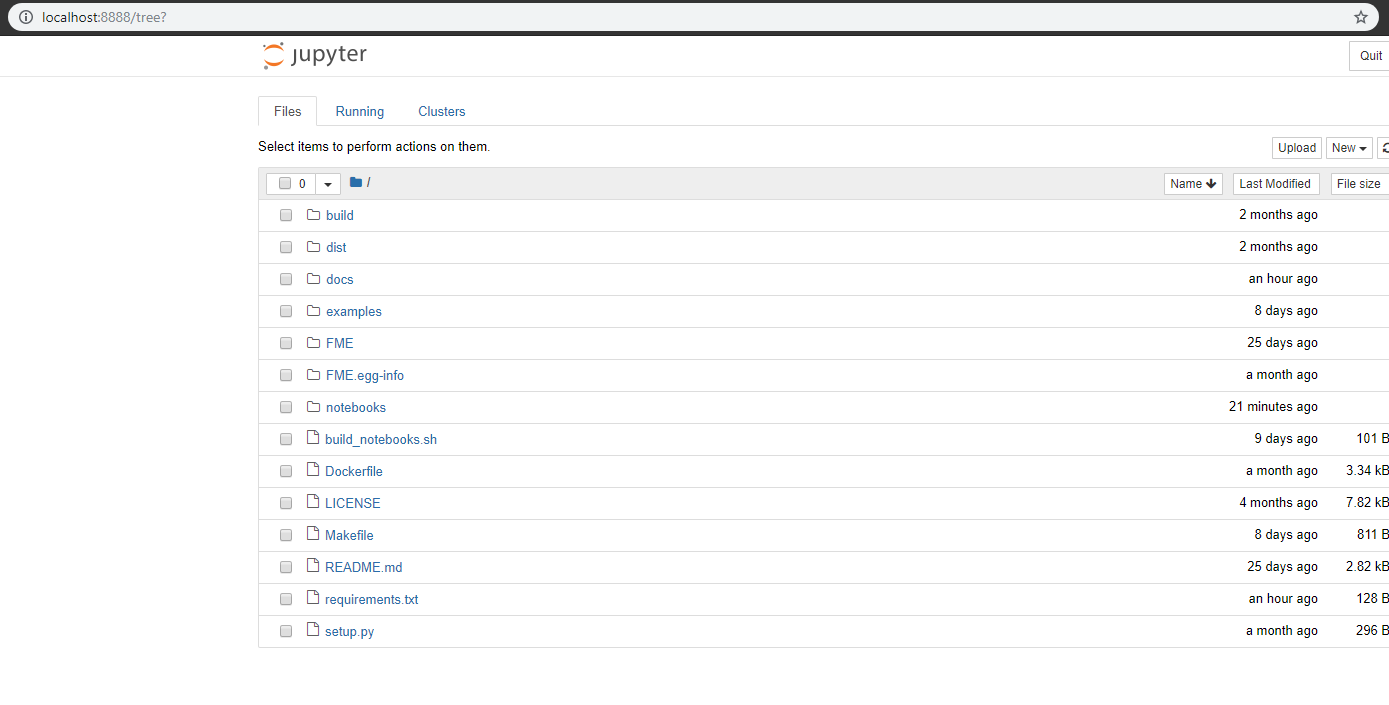 localhost:8888/tree?
jupyter
Quit
Files Running Clusters
Select items to perform actions on them.
Upload New
0 / Name Last Modified File size
build 2 months ago
dist 2 months ago
docs an hour ago
examples 8 days ago
FME 25 days ago
FME.egg-info a month ago
notebooks 21 minutes ago
build_notebooks.sh 9 days ago 101 B
Dockerfile a month ago 3.34 kB
LICENSE 4 months ago 7.82 kB
Makefile 8 days ago 811 B
README.md 25 days ago 2.82 kB
requirements.txt an hour ago 128 B
setup.py a month ago 296 B